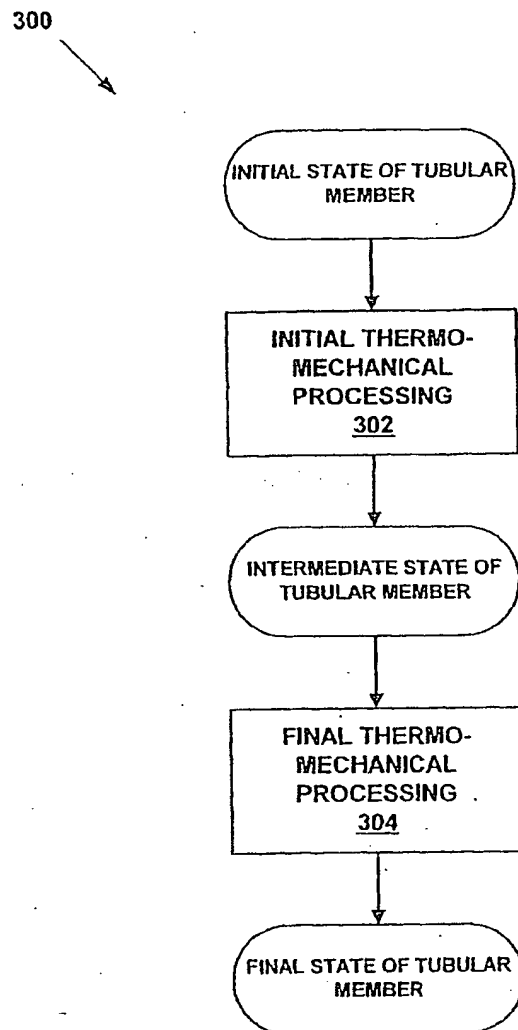 300
INITIAL STATE OF TUBULAR
MEMBER
INITIAL THERMO-
MECHANICAL
PROCESSING
302
INTERMEDIATE STATE OF
TUBULAR MEMBER
FINAL THERMO-
MECHANICAL
PROCESSING
304
FINAL STATE OF TUBULAR
MEMBER